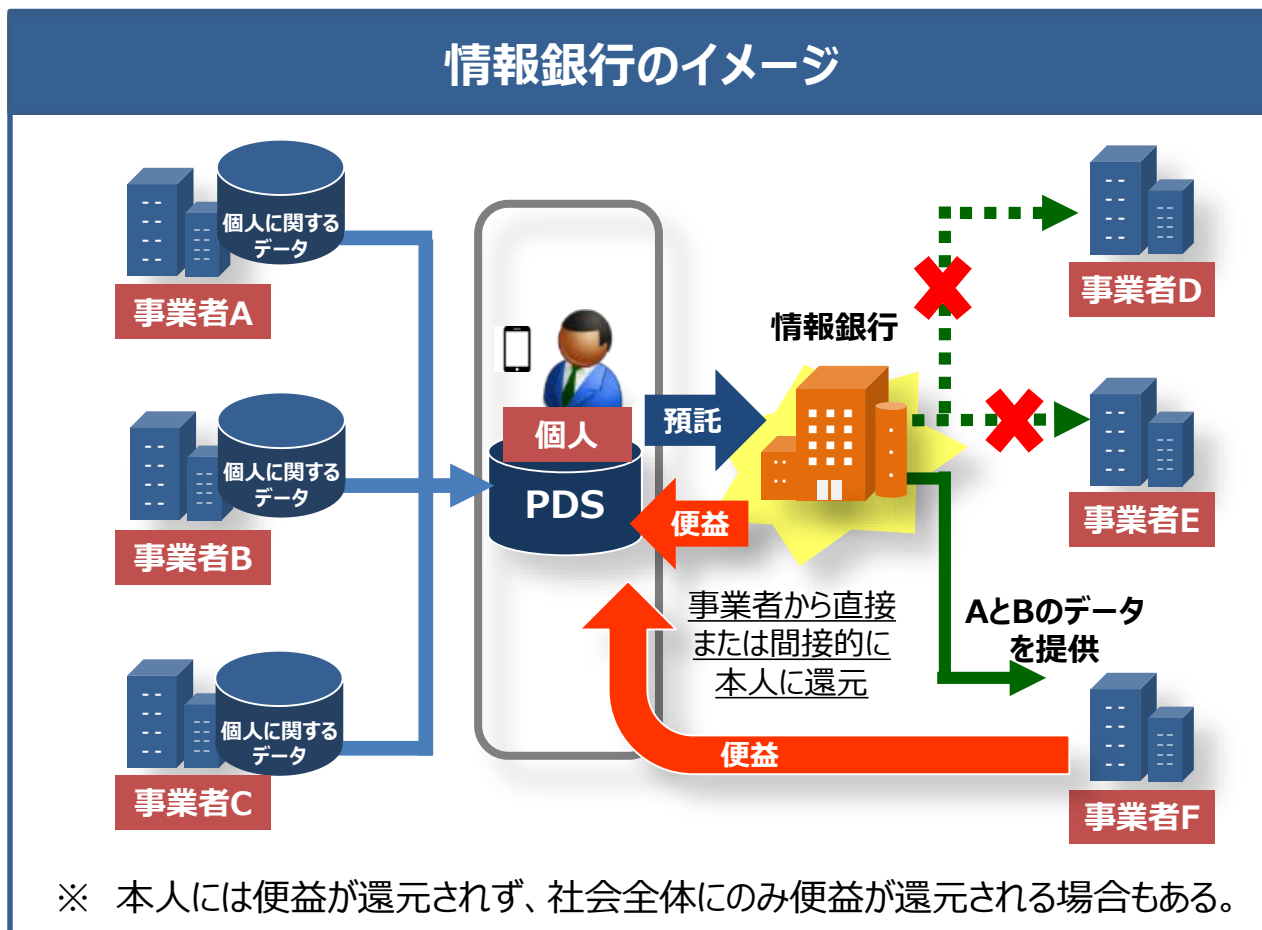 情報銀行のイメージ
個人に関する
データ
事業者A
個人に関する
データ
事業者B
個人に関する
データ
事業者C
個人
PDS
預託
便益
情報銀行
事業者から直接
または間接的に
本人に還元
便益
AとBのデータ
を提供
事業者D
事業者E
事業者F
※ 本人には便益が還元されず、社会全体にのみ便益が還元される場合もある。